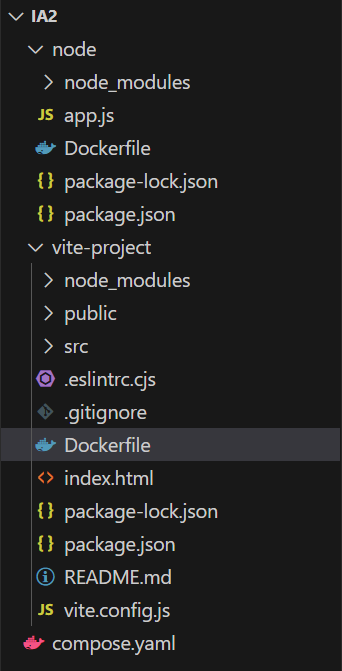 IA2
node
node_modules
JS app.js
Dockerfile
{} package-lock.json
{} package.json
vite-project
node_modules
public
src
.eslintrc.cjs
.gitignore
Dockerfile
<> index.html
{} package-lock.json
{} package.json
README.md
JS vite.config.js
compose.yaml